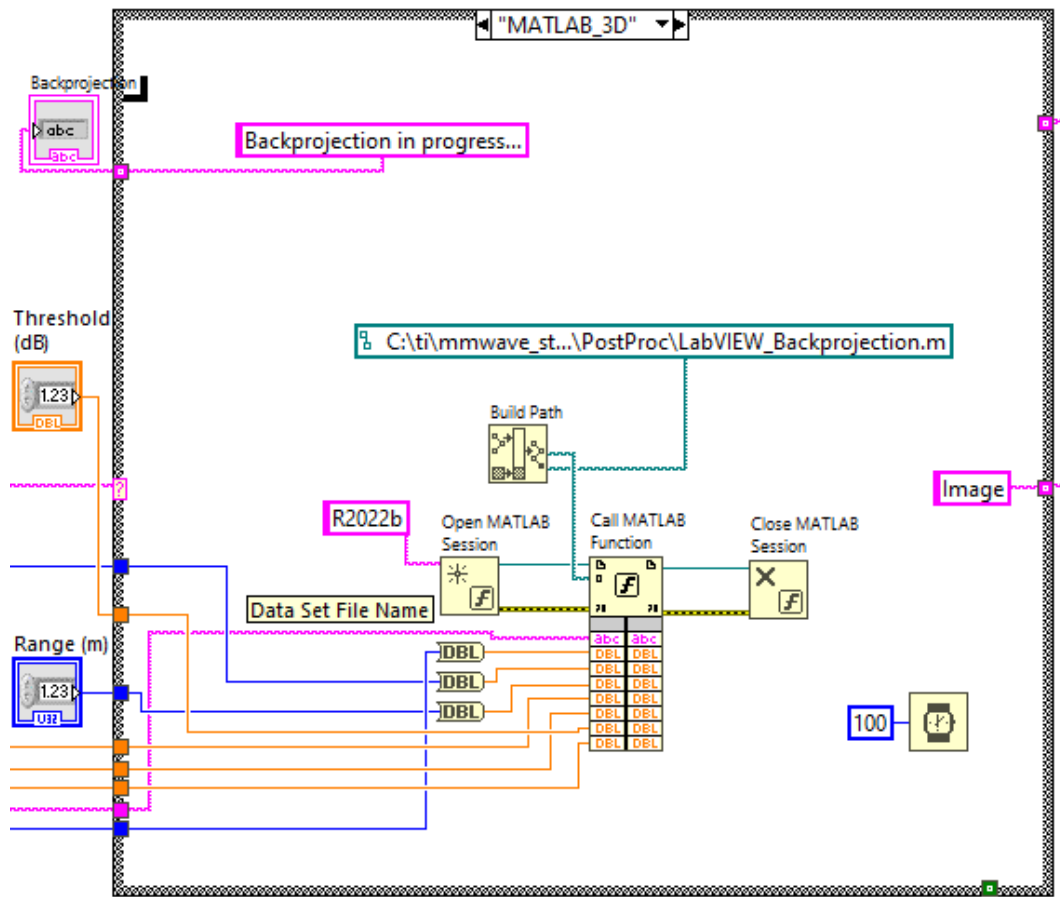 "MATLAB_3D"
Backprojection
abc
abc
Backprojection in progress...
Threshold
(dB)
1.23
DBL
C:\ti\mmwave_st...\PostProc\LabVIEW_Backprojection.m
Build Path
?
Image
R2022b
Open MATLAB
Session
Call MATLAB
Function
Close MATLAB
Session
Data Set File Name
Range (m)
1.23
U32
abc abc
DBL DBL DBL
DBL DBL DBL
DBL DBL DBL
DBL DBL
DBL DBL
DBL DBL
DBL DBL
100